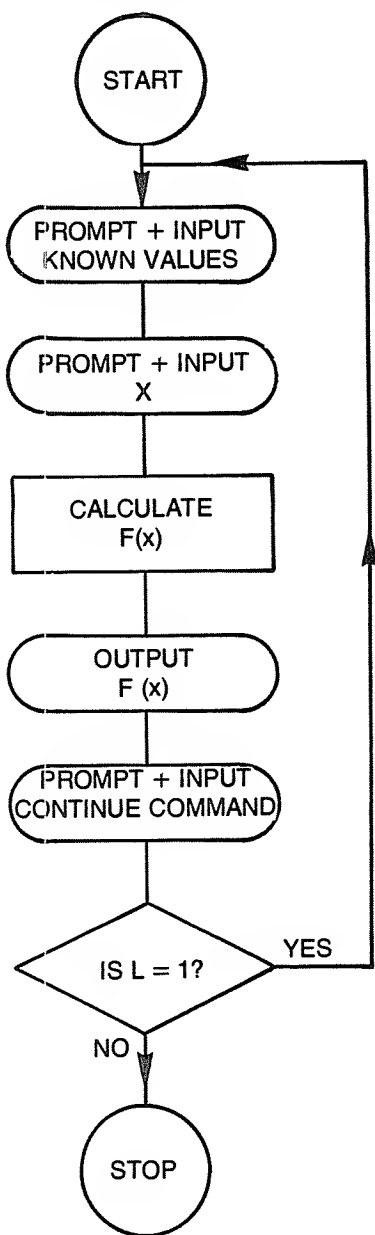 START
PROMPT + INPUT
KNOWN VALUES
PROMPT + INPUT
X
CALCULATE
F(x)
OUTPUT
F (x)
PROMPT + INPUT
CONTINUE COMMAND
IS L = 1?
YES
NO
STOP